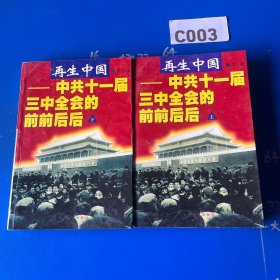 C003
再生中国
——中共十一届
三中全会的
前前后后
下
再生中国
——中共十一届
三中全会的
前前后后
上